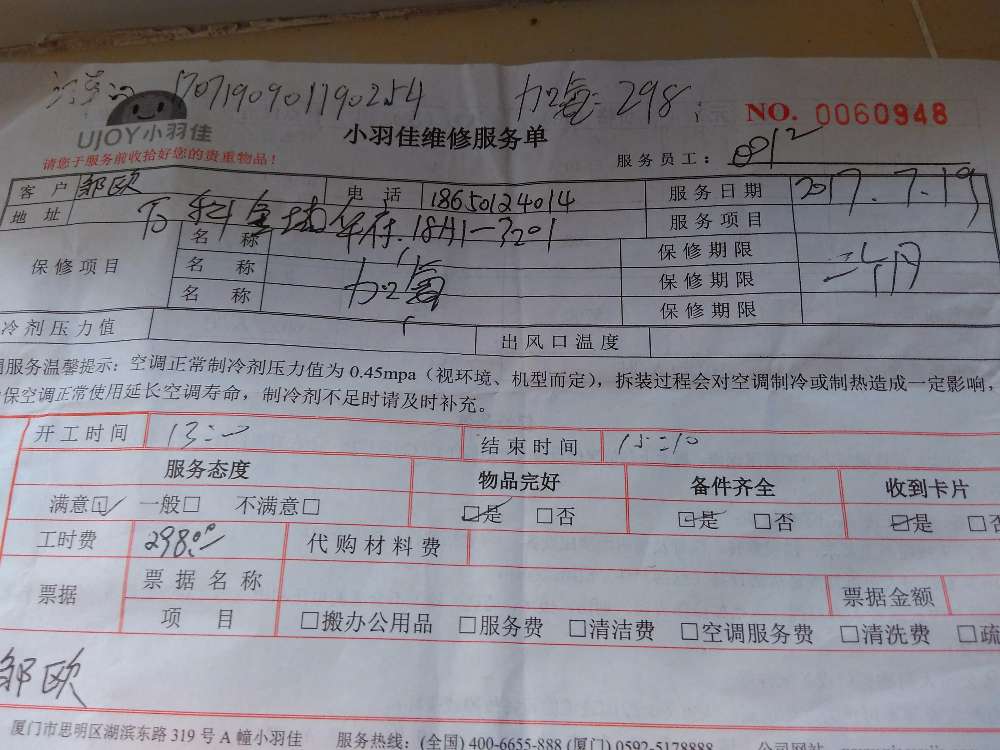 1707190901190254 加氟: 298;
UJOY小羽佳
NO. 0060948
小羽佳维修服务单
请您于服务前收拾好您的贵重物品!
服务员工: 0912
客户 邹欧 电话 18650124014 服务日期 2017.7.19
地址 服务项目
保修项目 名称 保修期限
名称 加氟 保修期限
名称 保修期限
冷剂压力值 出风口温度
服务温馨提示: 空调正常制冷剂压力值为 0.45mpa (视环境、机型而定), 拆装过程会对空调制冷或制热造成一定影响,
保空调正常使用延长空调寿命, 制冷剂不足时请及时补充。
开工时间 结束时间 15:10
服务态度 物品完好 备件齐全 收到卡片
满意☑ 一般□ 不满意□ ☑是 □否 ☑是 □否 ☑是 □否
工时费 298.00 代购材料费
票据 票据名称 票据金额
项目 □搬办公用品 □服务费 □清洁费 □空调服务费 □清洗费 □疏
邹欧
厦门市思明区湖滨东路 319 号 A 幢小羽佳 服务热线: (全国) 400-6655-888 (厦门) 0592-5178888 公司网站